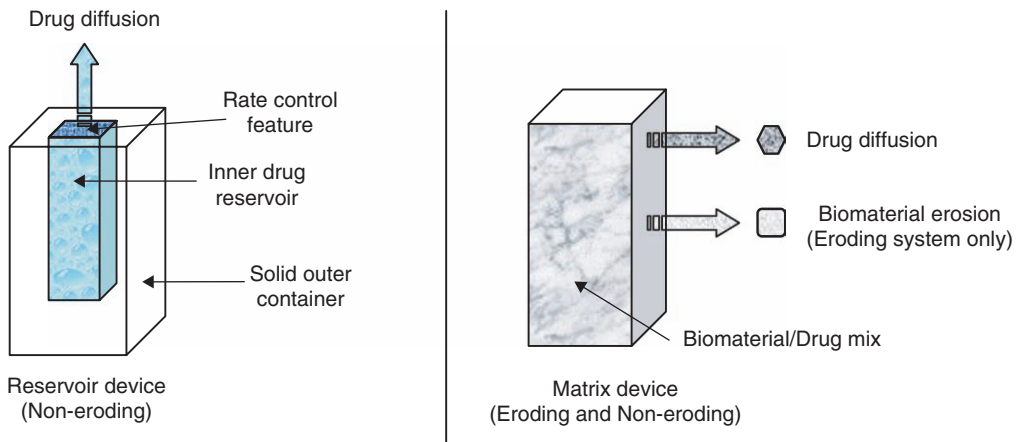 Drug diffusion
Rate control
feature
Inner drug
reservoir
Solid outer
container
Reservoir device
(Non-eroding)
Drug diffusion
Biomaterial erosion
(Eroding system only)
Biomaterial/Drug mix
Matrix device
(Eroding and Non-eroding)